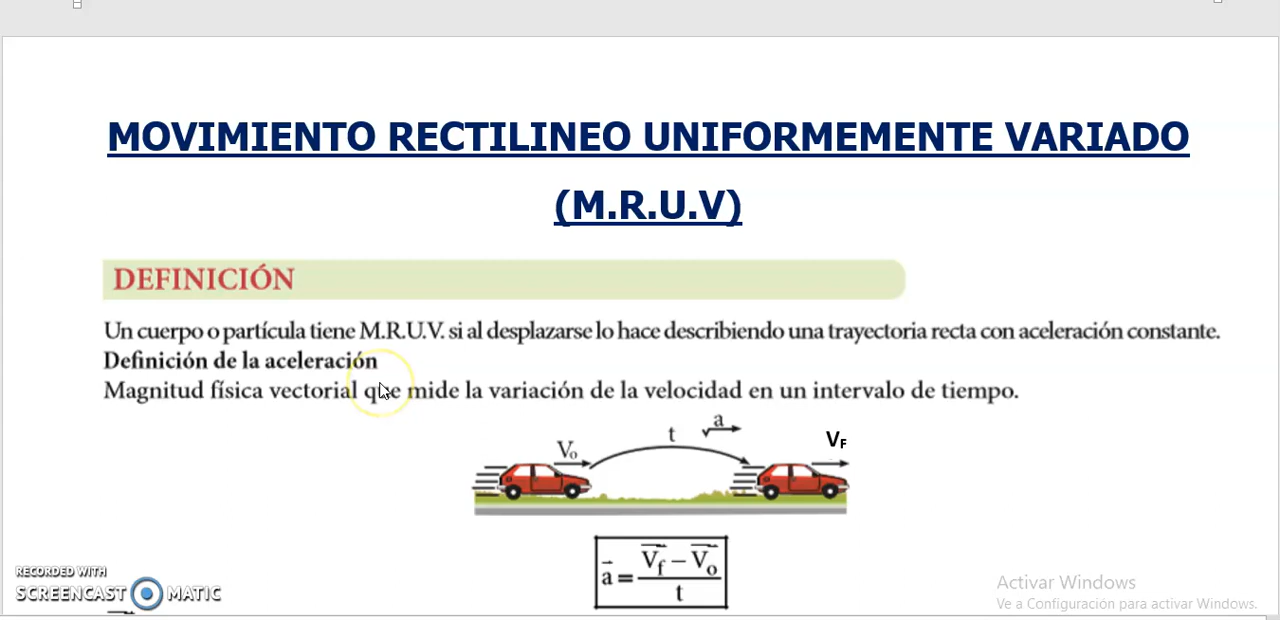 MOVIMIENTO RECTILINEO UNIFORMEMENTE VARIADO
(M.R.U.V)
DEFINICIÓN
Un cuerpo o partícula tiene M.R.U.V. si al desplazarse lo hace describiendo una trayectoria recta con aceleración constante.
Definición de la aceleración
Magnitud física vectorial que mide la variación de la velocidad en un intervalo de tiempo.
V₀ t a V_F
a = (V_f − V₀) / t
RECORDED WITH
SCREENCAST MATIC
Activar Windows
Ve a Configuración para activar Windows.